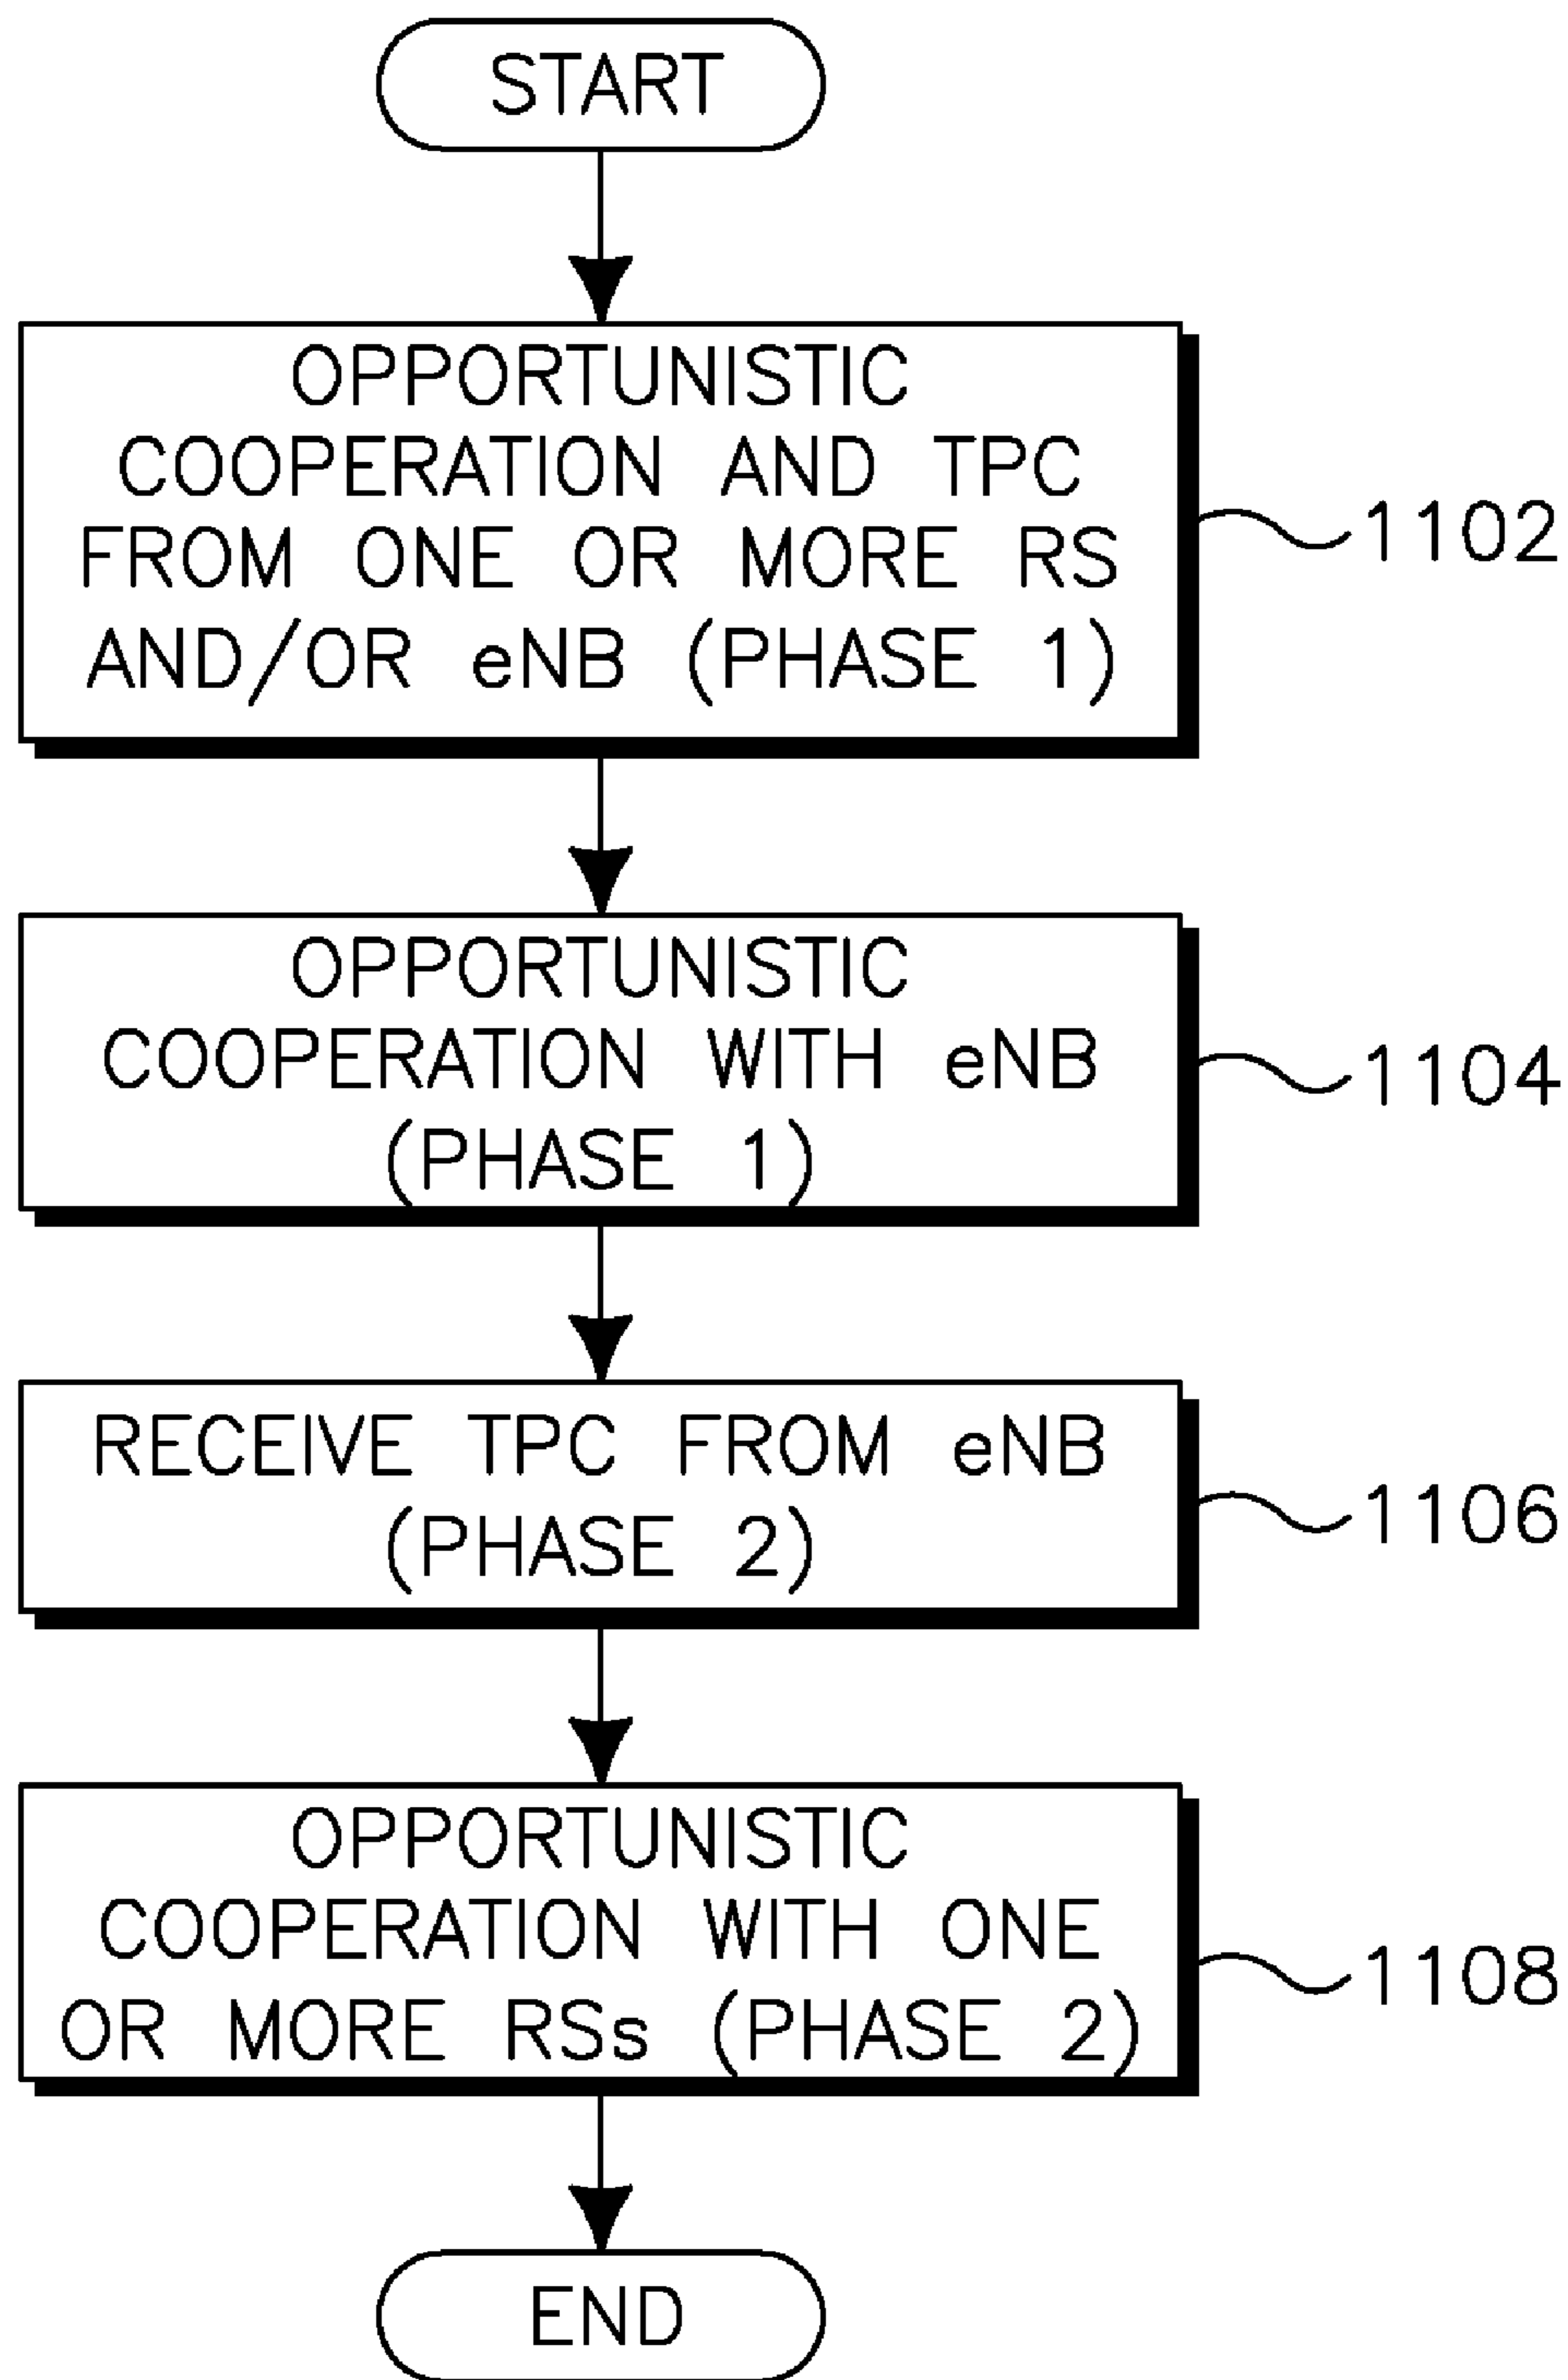 START
OPPORTUNISTIC
COOPERATION AND TPC
FROM ONE OR MORE RS
AND/OR eNB (PHASE 1)
1102
OPPORTUNISTIC
COOPERATION WITH eNB
(PHASE 1)
1104
RECEIVE TPC FROM eNB
(PHASE 2)
1106
OPPORTUNISTIC
COOPERATION WITH ONE
OR MORE RSs (PHASE 2)
1108
END